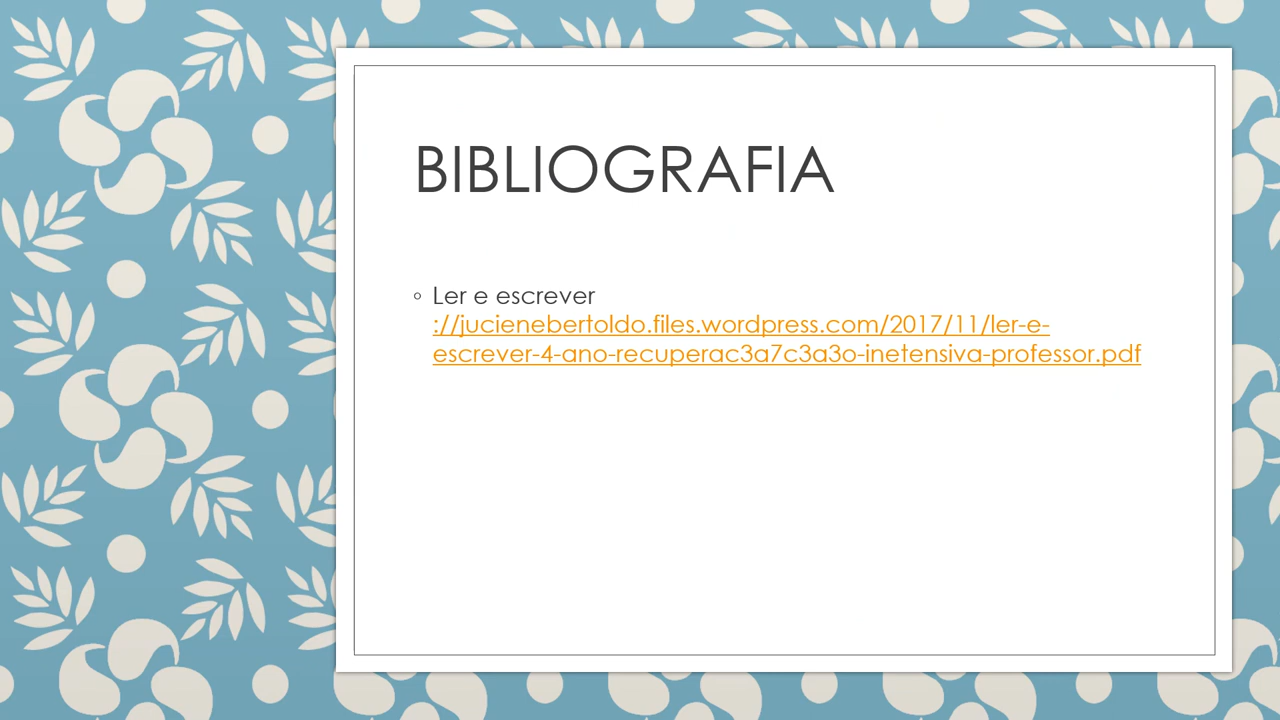 BIBLIOGRAFIA
◦ Ler e escrever
://jucienebertoldo.files.wordpress.com/2017/11/ler-e-
escrever-4-ano-recuperac3a7c3a3o-inetensiva-professor.pdf